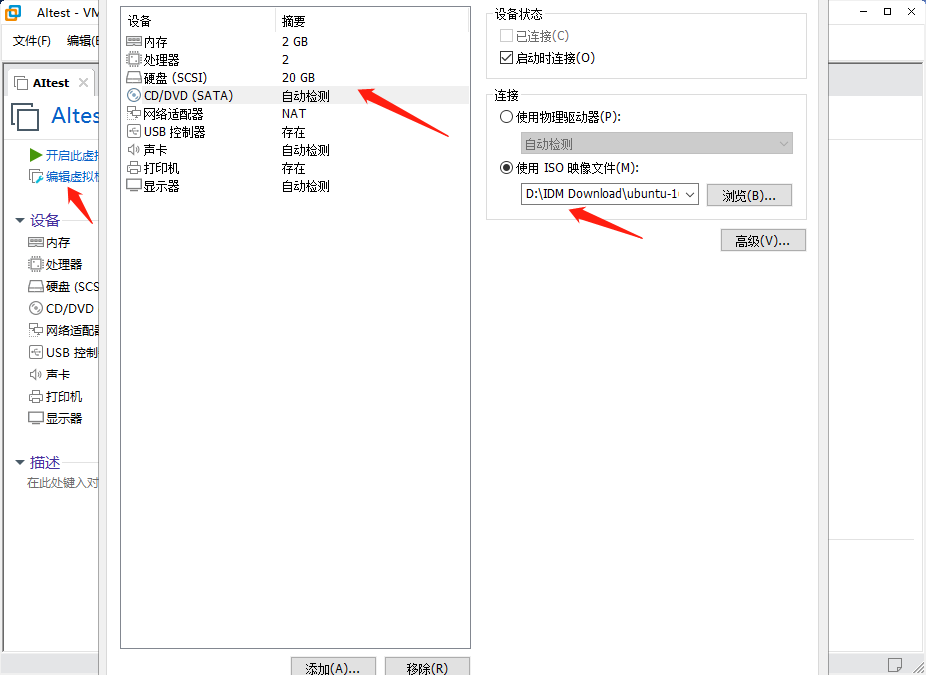 AItest - VM
文件(F) 编辑(E
AItest
AItes
开启此虚拟
编辑虚拟机
设备
内存
处理器
硬盘 (SCS
CD/DVD
网络适配器
USB 控制
声卡
打印机
显示器
描述
在此处键入对
设备 摘要
内存 2 GB
处理器 2
硬盘 (SCSI) 20 GB
CD/DVD (SATA) 自动检测
网络适配器 NAT
USB 控制器 存在
声卡 自动检测
打印机 存在
显示器 自动检测
添加(A)... 移除(R)
设备状态
已连接(C)
启动时连接(O)
连接
使用物理驱动器(P):
自动检测
使用 ISO 映像文件(M):
D:\IDM Download\ubuntu-1 浏览(B)...
高级(V)...